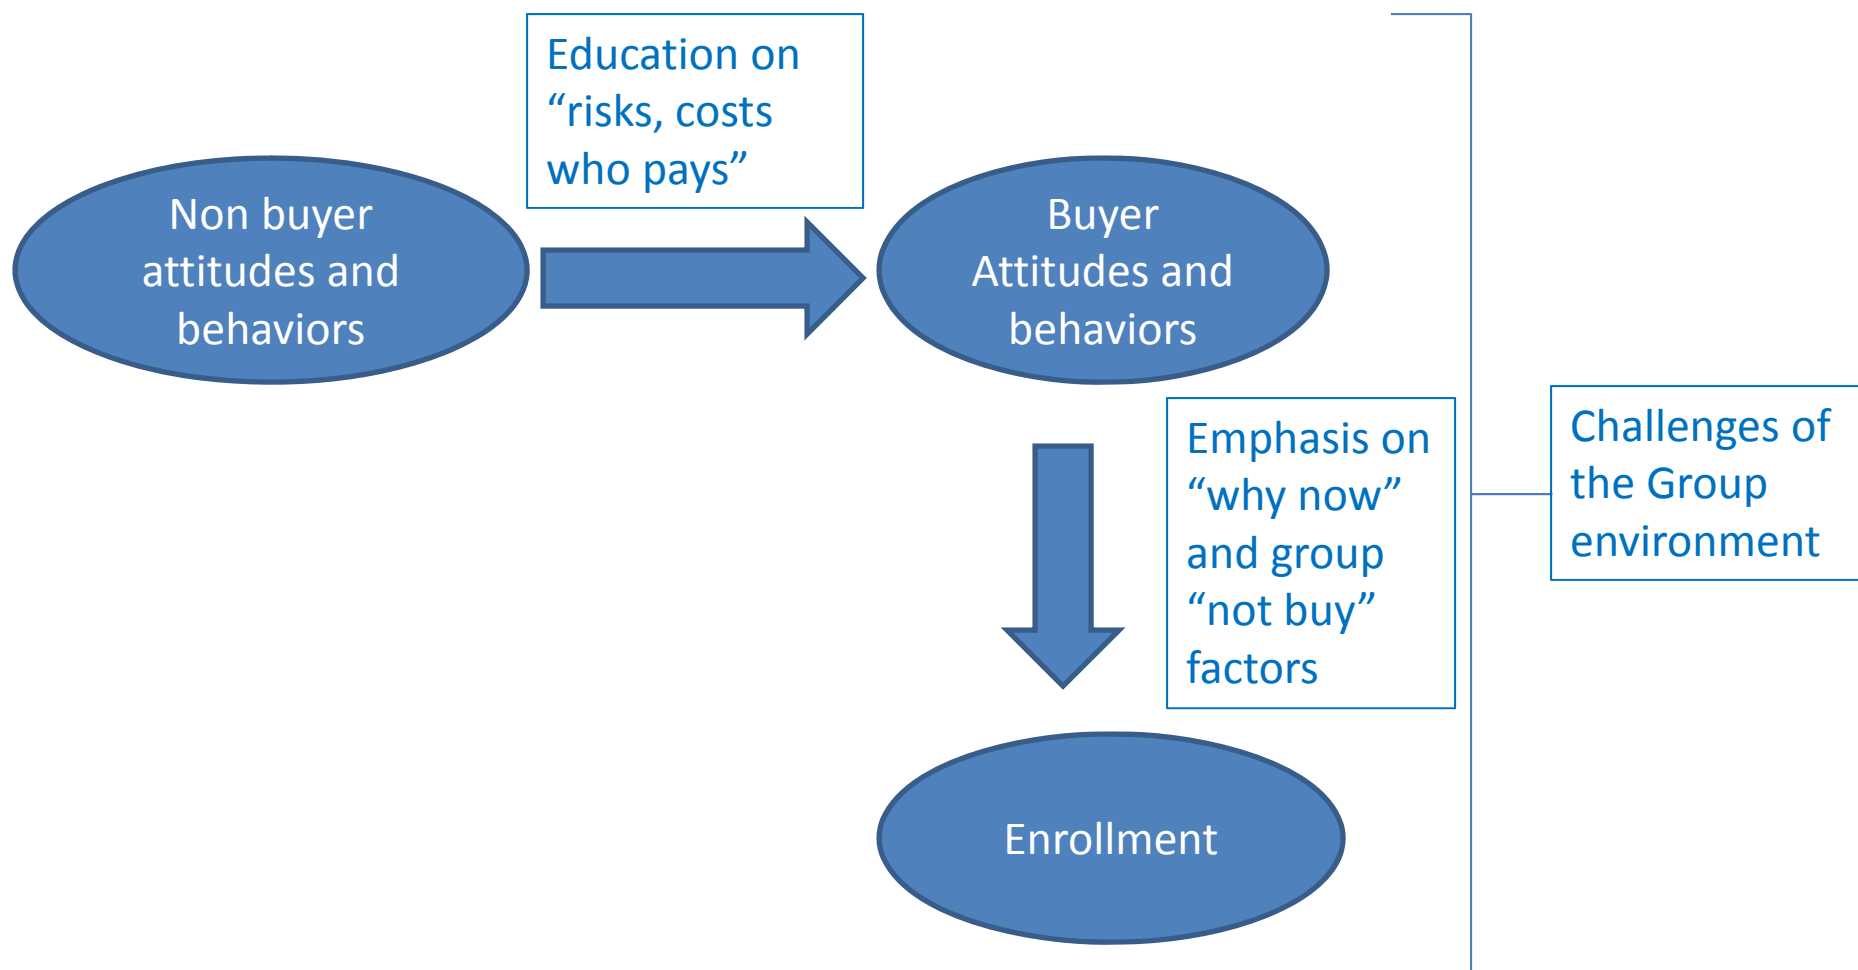 Education on
“risks, costs
who pays”
Non buyer
attitudes and
behaviors
Buyer
Attitudes and
behaviors
Emphasis on
“why now”
and group
“not buy”
factors
Challenges of
the Group
environment
Enrollment